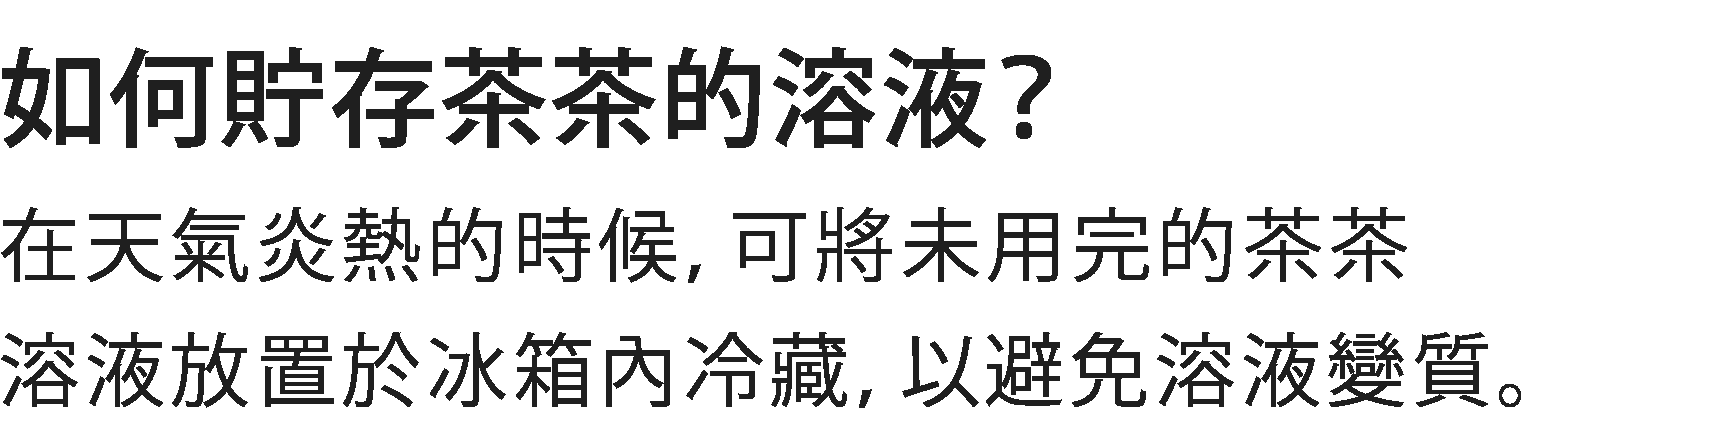 如何貯存茶茶的溶液？
在天氣炎熱的時候，可將未用完的茶茶
溶液放置於冰箱內冷藏，以避免溶液變質。